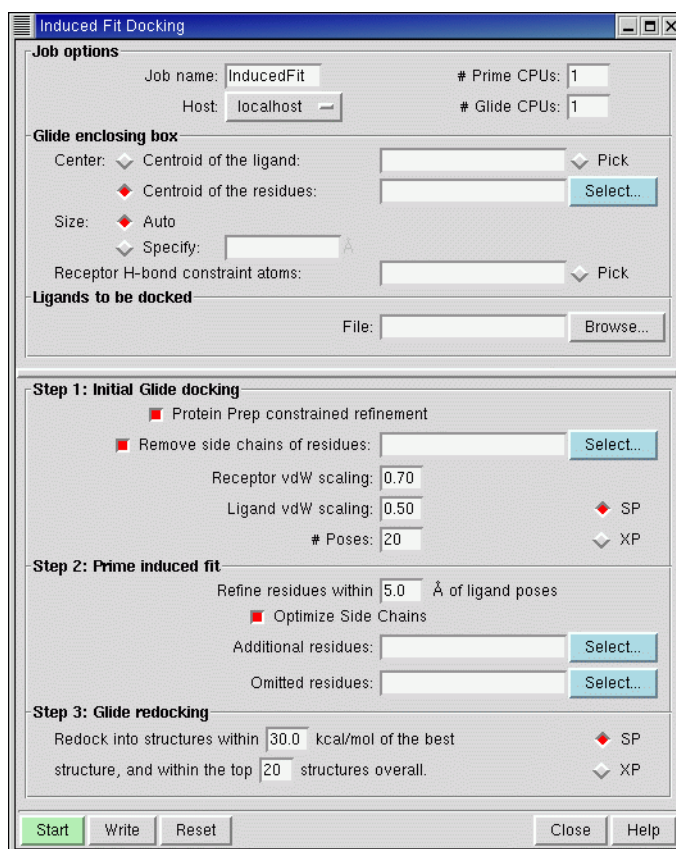 Induced Fit Docking
Job options
Job name: InducedFit # Prime CPUs: 1
Host: localhost # Glide CPUs: 1
Glide enclosing box
Center: Centroid of the ligand: Pick
Centroid of the residues: Select...
Size: Auto
Specify: Å
Receptor H-bond constraint atoms: Pick
Ligands to be docked
File: Browse...
Step 1: Initial Glide docking
Protein Prep constrained refinement
Remove side chains of residues: Select...
Receptor vdW scaling: 0.70
Ligand vdW scaling: 0.50 SP
# Poses: 20 XP
Step 2: Prime induced fit
Refine residues within 5.0 Å of ligand poses
Optimize Side Chains
Additional residues: Select...
Omitted residues: Select...
Step 3: Glide redocking
Redock into structures within 30.0 kcal/mol of the best SP
structure, and within the top 20 structures overall. XP
Start Write Reset Close Help